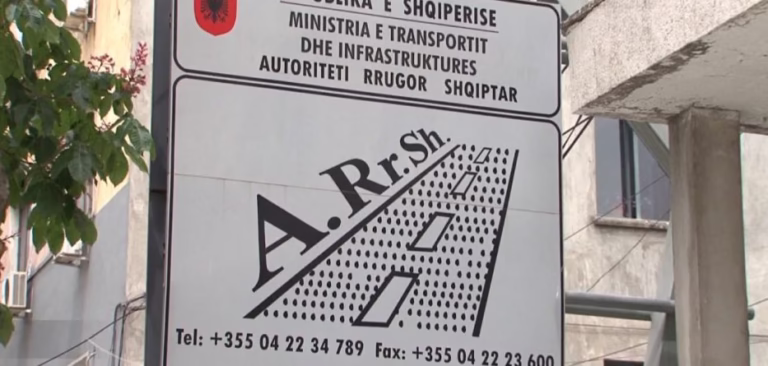 E SHQIPERISE
MINISTRIA E TRANSPORTIT
DHE INFRASTRUKTURES
AUTORITETI RRUGOR SHQIPTAR
A.Rr.Sh.
Tel: +355 04 22 34 789 Fax: +355 04 22 23 600